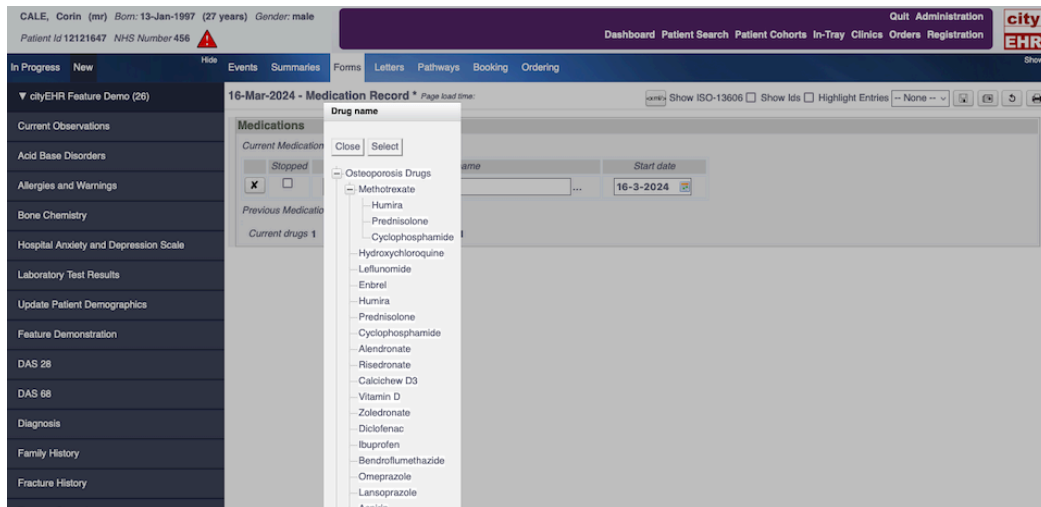 CALE, Corin (mr) Born: 13-Jan-1997 (27 years) Gender: male
Patient Id 12121647 NHS Number 456
Quit Administration
Dashboard Patient Search Patient Cohorts In-Tray Clinics Orders Registration
city
EHR
In Progress New Hide
Events Summaries Forms Letters Pathways Booking Ordering
Show
▼ cityEHR Feature Demo (26)
Current Observations
Acid Base Disorders
Allergies and Warnings
Bone Chemistry
Hospital Anxiety and Depression Scale
Laboratory Test Results
Update Patient Demographics
Feature Demonstration
DAS 28
DAS 68
Diagnosis
Family History
Fracture History
16-Mar-2024 - Medication Record * Page load time:
Show ISO-13606 Show Ids Highlight Entries -- None --
Medications
Current Medication
Stopped
ame
Start date
✘
...
16-3-2024
Previous Medicatio
Current drugs 1
Drug name
Close Select
Osteoporosis Drugs
Methotrexate
Humira
Prednisolone
Cyclophosphamide
Hydroxychloroquine
Leflunomide
Enbrel
Humira
Prednisolone
Cyclophosphamide
Alendronate
Risedronate
Calcichew D3
Vitamin D
Zoledronate
Diclofenac
Ibuprofen
Bendroflumethazide
Omeprazole
Lansoprazole